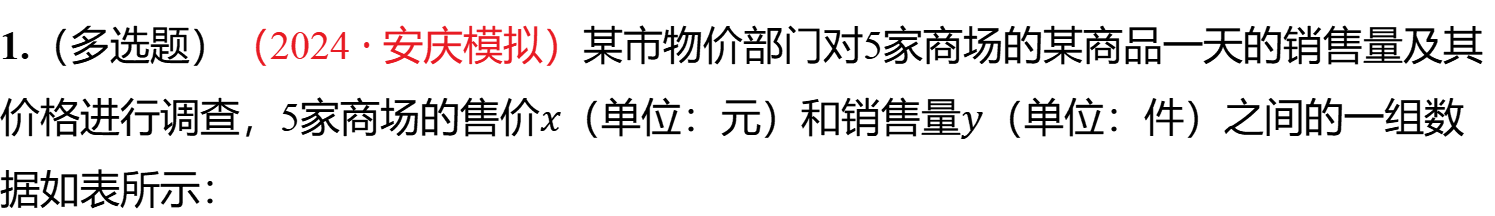 1.（多选题）（2024 · 安庆模拟）某市物价部门对5家商场的某商品一天的销售量及其
价格进行调查，5家商场的售价x（单位：元）和销售量y（单位：件）之间的一组数
据如表所示：